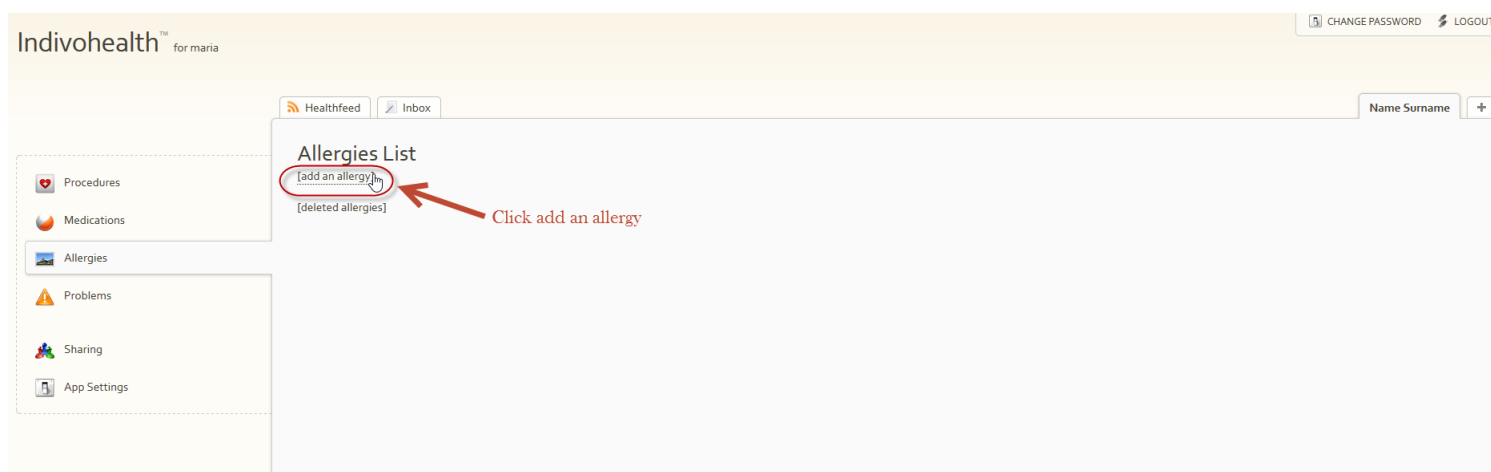 CHANGE PASSWORD LOGOUT
Indivohealth™ for maria
Healthfeed Inbox Name Surname +
Allergies List
[add an allergy]
[deleted allergies]
Click add an allergy
Procedures
Medications
Allergies
Problems
Sharing
App Settings